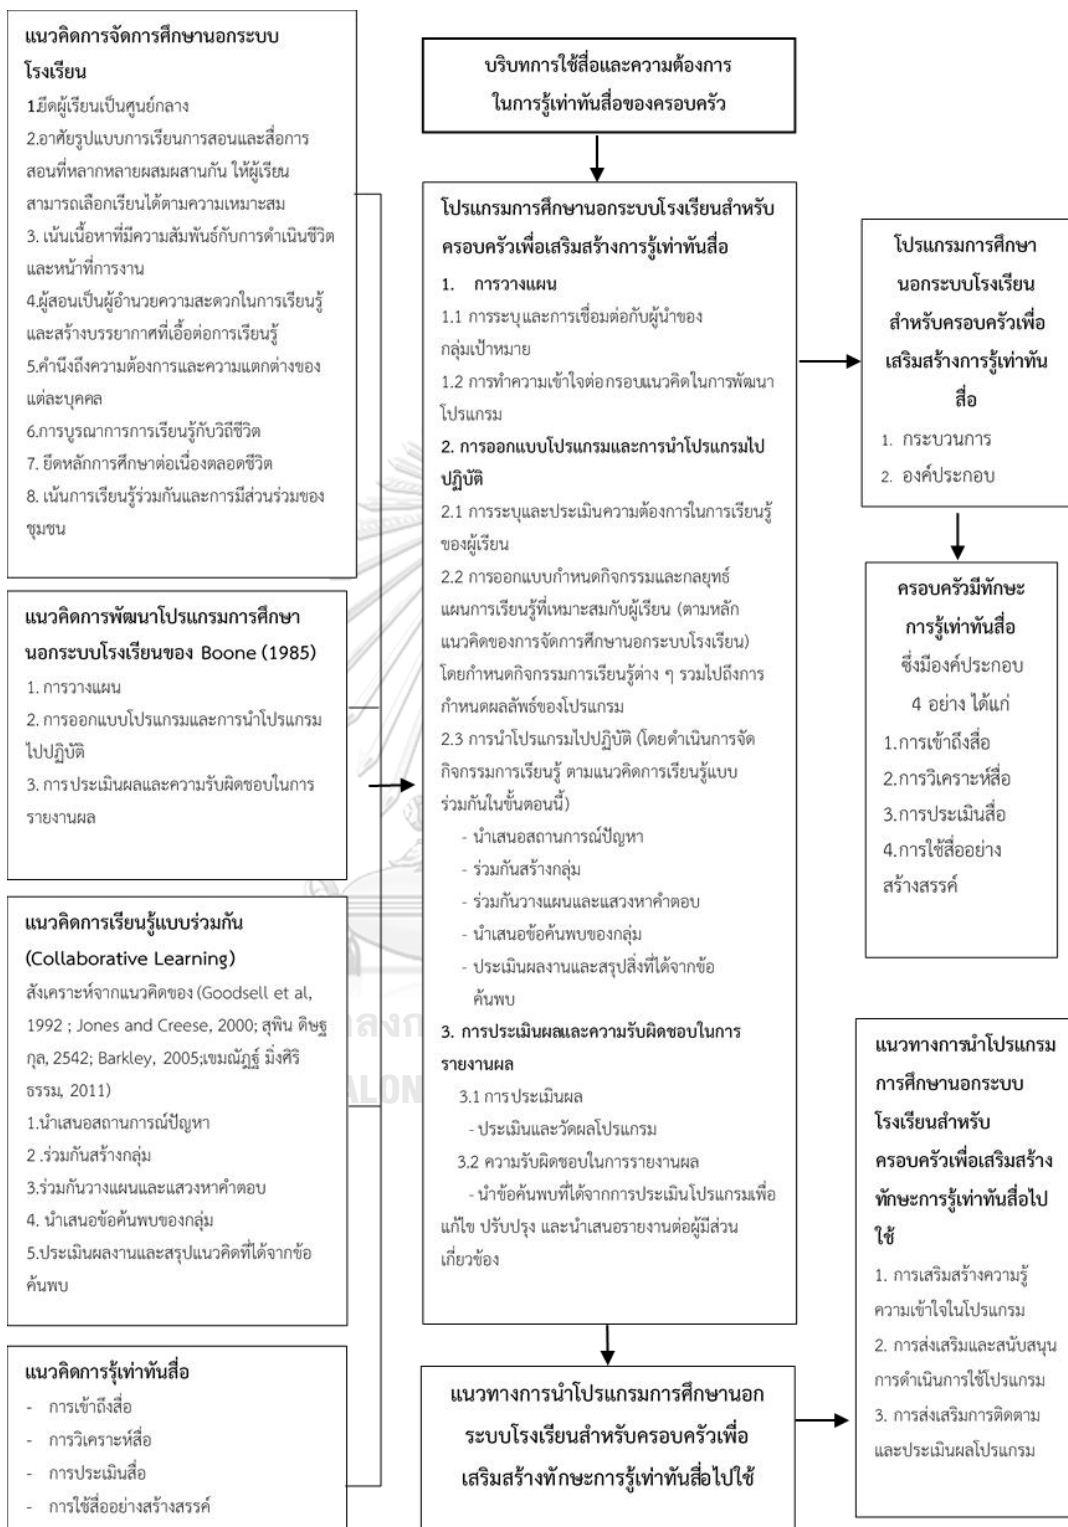 แนวคิดการจัดการศึกษานอกระบบ
โรงเรียน
1.ยึดผู้เรียนเป็นศูนย์กลาง
2.อาศัยรูปแบบการเรียนการสอนและสื่อการ
สอนที่หลากหลายผสมผสานกัน ให้ผู้เรียน
สามารถเลือกเรียนได้ตามความเหมาะสม
3. เน้นเนื้อหาที่มีความสัมพันธ์กับการดำเนินชีวิต
และหน้าที่การงาน
4.ผู้สอนเป็นผู้อำนวยความสะดวกในการเรียนรู้
และสร้างบรรยากาศที่เอื้อต่อการเรียนรู้
5.คำนึงถึงความต้องการและความแตกต่างของ
แต่ละบุคคล
6.การบูรณาการการเรียนรู้กับวิถีชีวิต
7. ยึดหลักการศึกษาต่อเนื่องตลอดชีวิต
8. เน้นการเรียนรู้ร่วมกันและการมีส่วนร่วมของ
ชุมชน
แนวคิดการพัฒนาโปรแกรมการศึกษา
นอกระบบโรงเรียนของ Boone (1985)
1. การวางแผน
2. การออกแบบโปรแกรมและการนำโปรแกรม
ไปปฏิบัติ
3. การประเมินผลและความรับผิดชอบในการ
รายงานผล
แนวคิดการเรียนรู้แบบร่วมกัน
(Collaborative Learning)
สังเคราะห์จากแนวคิดของ (Goodsell et al,
1992 ; Jones and Creese, 2000; สุพิน ดิษฐ
กุล, 2542; Barkley, 2005;เขมณัฏฐ์ มิ่งศิริ
ธรรม, 2011)
1.นำเสนอสถานการณ์ปัญหา
2 .ร่วมกันสร้างกลุ่ม
3.ร่วมกันวางแผนและแสวงหาคำตอบ
4. นำเสนอข้อค้นพบของกลุ่ม
5.ประเมินผลงานและสรุปแนวคิดที่ได้จากข้อ
ค้นพบ
แนวคิดการรู้เท่าทันสื่อ
- การเข้าถึงสื่อ
- การวิเคราะห์สื่อ
- การประเมินสื่อ
- การใช้สื่ออย่างสร้างสรรค์
บริบทการใช้สื่อและความต้องการ
ในการรู้เท่าทันสื่อของครอบครัว
โปรแกรมการศึกษานอกระบบโรงเรียนสำหรับ
ครอบครัวเพื่อเสริมสร้างการรู้เท่าทันสื่อ
1. การวางแผน
1.1 การระบุและการเชื่อมต่อกับผู้นำของ
กลุ่มเป้าหมาย
1.2 การทำความเข้าใจต่อกรอบแนวคิดในการพัฒนา
โปรแกรม
2. การออกแบบโปรแกรมและการนำโปรแกรมไป
ปฏิบัติ
2.1 การระบุและประเมินความต้องการในการเรียนรู้
ของผู้เรียน
2.2 การออกแบบกำหนดกิจกรรมและกลยุทธ์
แผนการเรียนรู้ที่เหมาะสมกับผู้เรียน (ตามหลัก
แนวคิดของการจัดการศึกษานอกระบบโรงเรียน)
โดยกำหนดกิจกรรมการเรียนรู้ต่าง ๆ รวมไปถึงการ
กำหนดผลลัพธ์ของโปรแกรม
2.3 การนำโปรแกรมไปปฏิบัติ (โดยดำเนินการจัด
กิจกรรมการเรียนรู้ ตามแนวคิดการเรียนรู้แบบ
ร่วมกันในขั้นตอนนี้)
- นำเสนอสถานการณ์ปัญหา
- ร่วมกันสร้างกลุ่ม
- ร่วมกันวางแผนและแสวงหาคำตอบ
- นำเสนอข้อค้นพบของกลุ่ม
- ประเมินผลงานและสรุปสิ่งที่ได้จากข้อ
ค้นพบ
3. การประเมินผลและความรับผิดชอบในการ
รายงานผล
3.1 การประเมินผล
- ประเมินและวัดผลโปรแกรม
3.2 ความรับผิดชอบในการรายงานผล
- นำข้อค้นพบที่ได้จากการประเมินโปรแกรมเพื่อ
แก้ไข ปรับปรุง และนำเสนอรายงานต่อผู้มีส่วน
เกี่ยวข้อง
แนวทางการนำโปรแกรมการศึกษานอก
ระบบโรงเรียนสำหรับครอบครัวเพื่อ
เสริมสร้างทักษะการรู้เท่าทันสื่อไปใช้
โปรแกรมการศึกษา
นอกระบบโรงเรียน
สำหรับครอบครัวเพื่อ
เสริมสร้างการรู้เท่าทัน
สื่อ
1. กระบวนการ
2. องค์ประกอบ
ครอบครัวมีทักษะ
การรู้เท่าทันสื่อ
ซึ่งมีองค์ประกอบ
4 อย่าง ได้แก่
1.การเข้าถึงสื่อ
2.การวิเคราะห์สื่อ
3.การประเมินสื่อ
4.การใช้สื่ออย่าง
สร้างสรรค์
แนวทางการนำโปรแกรม
การศึกษานอกระบบ
โรงเรียนสำหรับ
ครอบครัวเพื่อเสริมสร้าง
ทักษะการรู้เท่าทันสื่อไป
ใช้
1. การเสริมสร้างความรู้
ความเข้าใจในโปรแกรม
2. การส่งเสริมและสนับสนุน
การดำเนินการใช้โปรแกรม
3. การส่งเสริมการติดตาม
และประเมินผลโปรแกรม